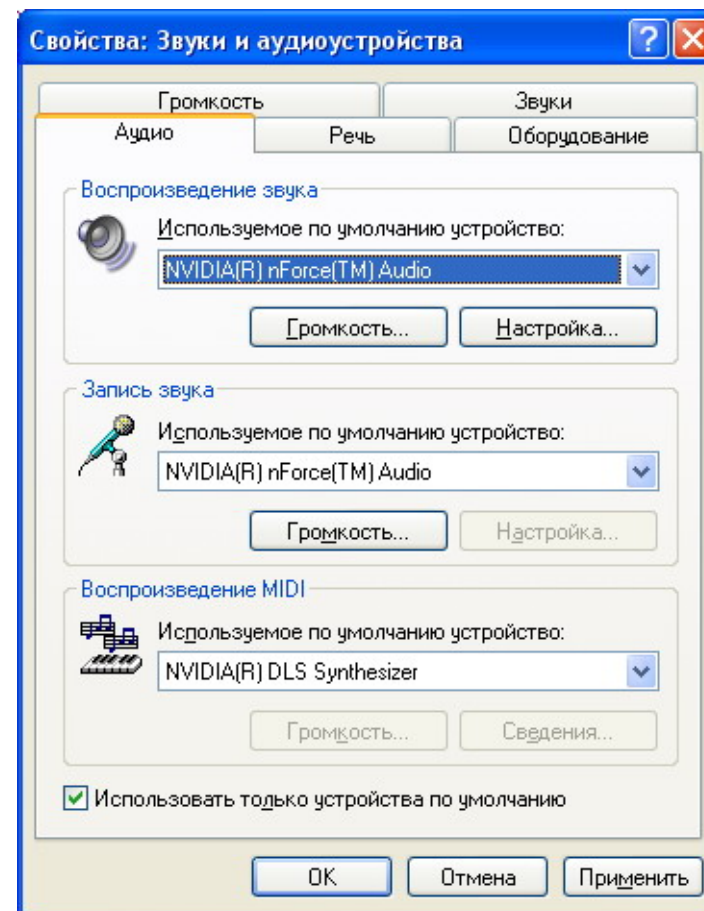 Свойства: Звуки и аудиоустройства
Громкость Звуки
Аудио Речь Оборудование
Воспроизведение звука
Используемое по умолчанию устройство:
NVIDIA(R) nForce(TM) Audio
Громкость... Настройка...
Запись звука
Используемое по умолчанию устройство:
NVIDIA(R) nForce(TM) Audio
Громкость... Настройка...
Воспроизведение MIDI
Используемое по умолчанию устройство:
NVIDIA(R) DLS Synthesizer
Громкость... Сведения...
Использовать только устройства по умолчанию
OK Отмена Применить